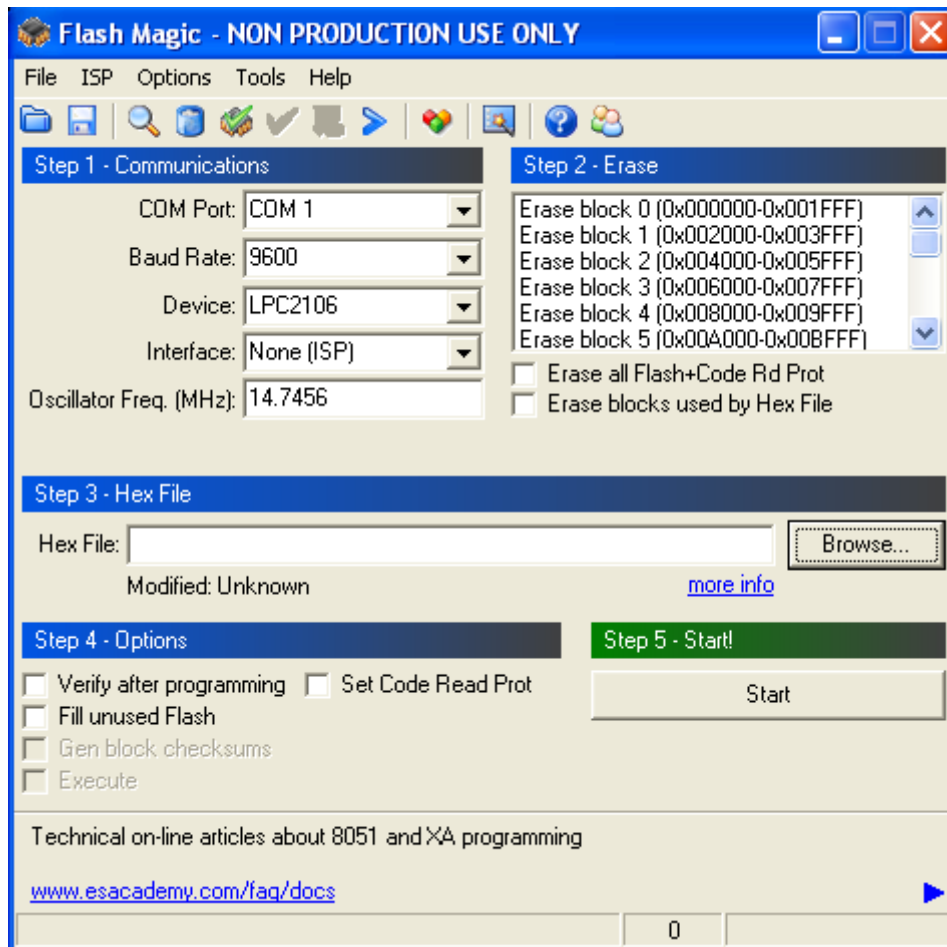 Flash Magic - NON PRODUCTION USE ONLY
File ISP Options Tools Help
Step 1 - Communications
COM Port: COM 1
Baud Rate: 9600
Device: LPC2106
Interface: None (ISP)
Oscillator Freq. (MHz): 14.7456
Step 2 - Erase
Erase block 0 (0x000000-0x001FFF)
Erase block 1 (0x002000-0x003FFF)
Erase block 2 (0x004000-0x005FFF)
Erase block 3 (0x006000-0x007FFF)
Erase block 4 (0x008000-0x009FFF)
Erase block 5 (0x00A000-0x00BFFF)
Erase all Flash+Code Rd Prot
Erase blocks used by Hex File
Step 3 - Hex File
Hex File: Browse...
Modified: Unknown more info
Step 4 - Options
Verify after programming Set Code Read Prot
Fill unused Flash
Gen block checksums
Execute
Step 5 - Start!
Start
Technical on-line articles about 8051 and XA programming
www.esacademy.com/faq/docs
0